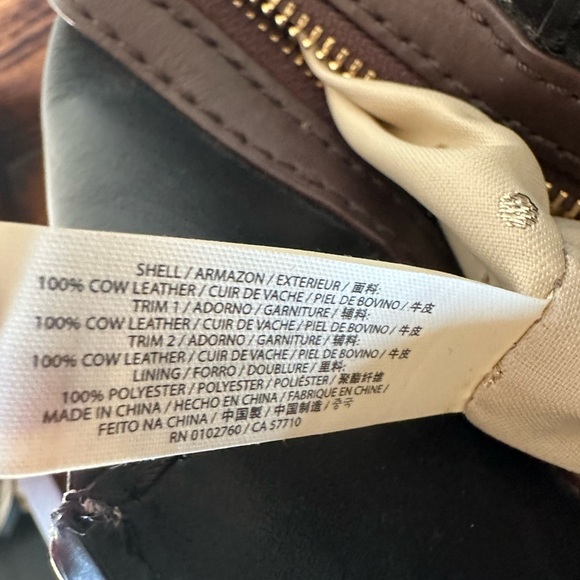 SHELL / ARMAZON / EXTERIEUR / 面料:
100% COW LEATHER / CUIR DE VACHE / PIEL DE BOVINO / 牛皮
TRIM 1 / ADORNO / GARNITURE / 辅料:
100% COW LEATHER / CUIR DE VACHE / PIEL DE BOVINO / 牛皮
TRIM 2 / ADORNO / GARNITURE / 辅料:
100% COW LEATHER / CUIR DE VACHE / PIEL DE BOVINO / 牛皮
LINING / FORRO / DOUBLURE / 里料:
100% POLYESTER / POLYESTER / POLIÉSTER / 聚酯纤维
MADE IN CHINA / HECHO EN CHINA / FABRIQUE EN CHINE /
FEITO NA CHINA / 中国製 / 中国制造 / 중국
RN 0102760 / CA 57710